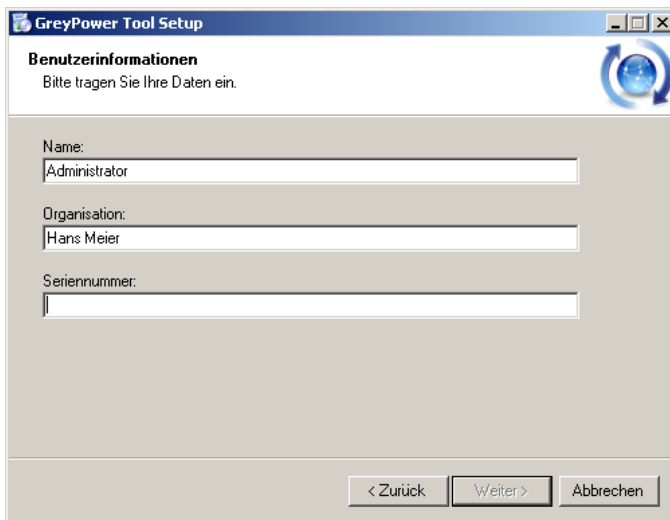 GreyPower Tool Setup
Benutzerinformationen
Bitte tragen Sie Ihre Daten ein.
Name:
Administrator
Organisation:
Hans Meier
Seriennummer:
< Zurück Weiter > Abbrechen